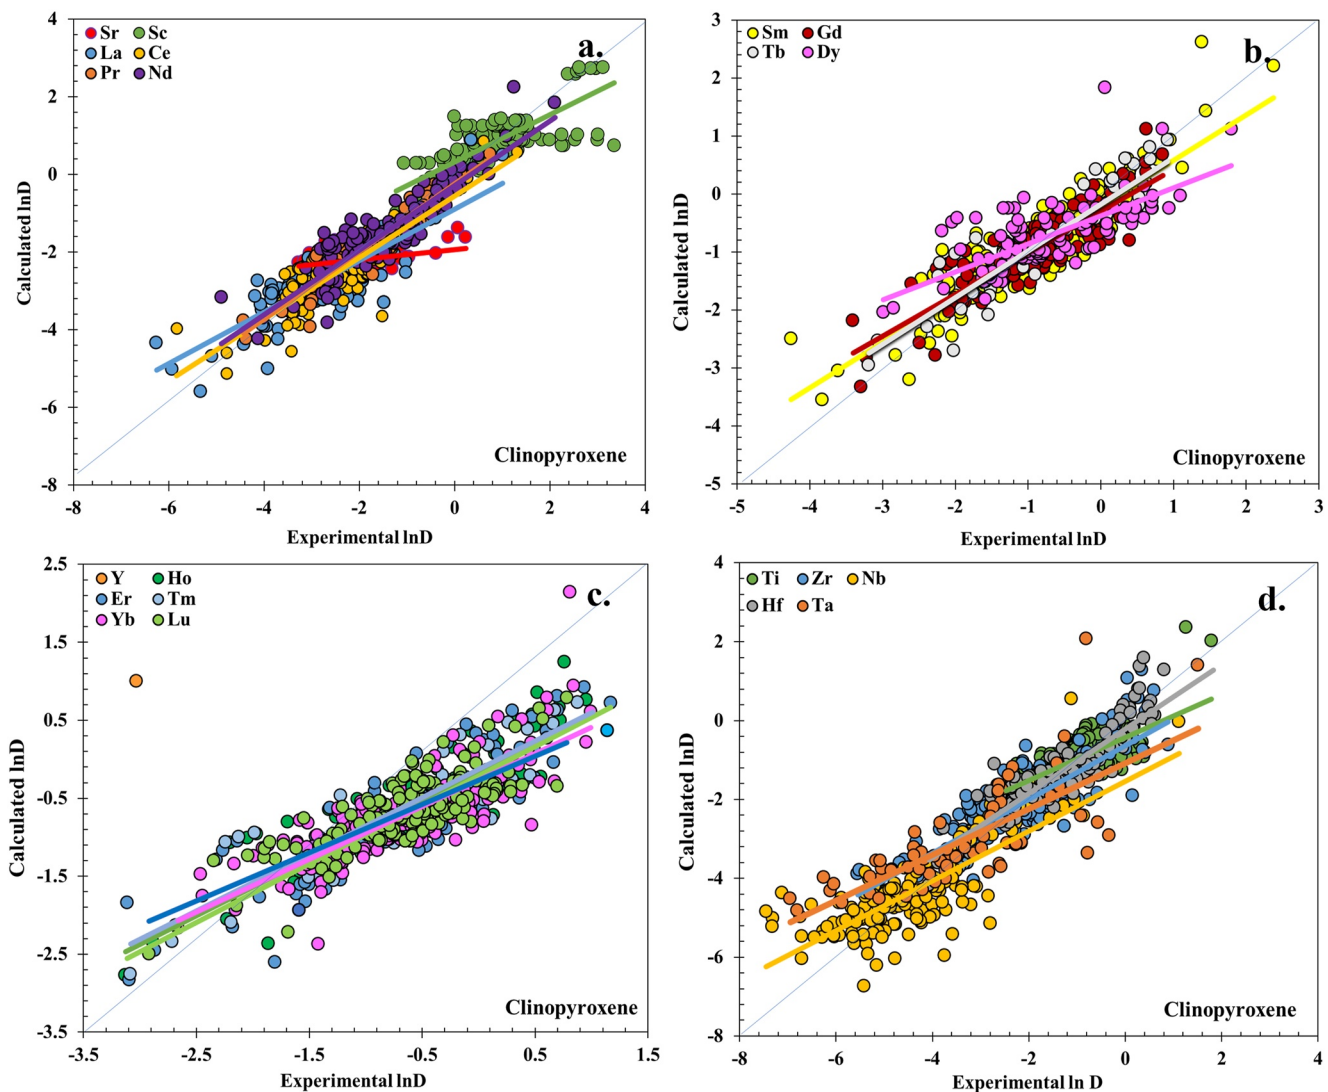 4
2
0
-2
-4
-6
-8
-8 -6 -4 -2 0 2 4
Sr Sc
La Ce
Pr Nd
a.
Calculated lnD
Clinopyroxene
Experimental lnD
3
2
1
0
-1
-2
-3
-4
-5
-5 -4 -3 -2 -1 0 1 2 3
Sm Gd
Tb Dy
b.
Calculated lnD
Clinopyroxene
Experimental lnD
2.5
1.5
0.5
-0.5
-1.5
-2.5
-3.5
-3.5 -2.5 -1.5 -0.5 0.5 1.5
Y Ho
Er Tm
Yb Lu
c.
Calculated lnD
Clinopyroxene
Experimental lnD
4
2
0
-2
-4
-6
-8
-8 -6 -4 -2 0 2 4
Ti Zr Nb
Hf Ta
d.
Calculated lnD
Clinopyroxene
Experimental ln D